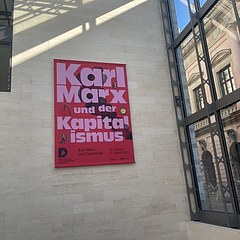 Karl
Marx
und der
Kapital
ismus
D